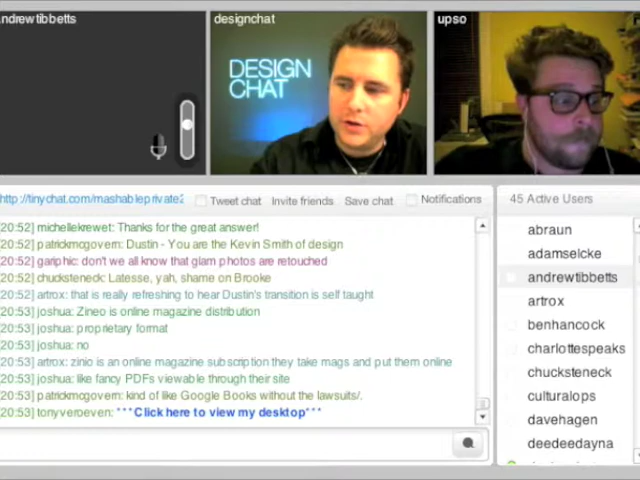 andrewtibbetts
designchat
upso
DESIGN
CHAT
http://tinychat.com/mashableprivate2
Tweet chat
Invite friends
Save chat
Notifications
45 Active Users
[20:52] michellekrewet: Thanks for the great answer!
[20:52] patrickmcgovern: Dustin - You are the Kevin Smith of design
[20:52] gariphic: don't we all know that glam photos are retouched
[20:52] chucksteneck: Latesse, yah, shame on Brooke
[20:52] artrox: that is really refreshing to hear Dustin's transition is self taught
[20:53] joshua: Zineo is online magazine distribution
[20:53] joshua: proprietary format
[20:53] joshua: no
[20:53] artrox: zinio is an online magazine subscription they take mags and put them online
[20:53] joshua: like fancy PDFs viewable through their site
[20:53] patrickmcgovern: kind of like Google Books without the lawsuits/.
[20:53] tonyveroeven: ***Click here to view my desktop***
abraun
adamselcke
andrewtibbetts
artrox
benhancock
charlottespeaks
chucksteneck
culturalops
davehagen
deedeedayna